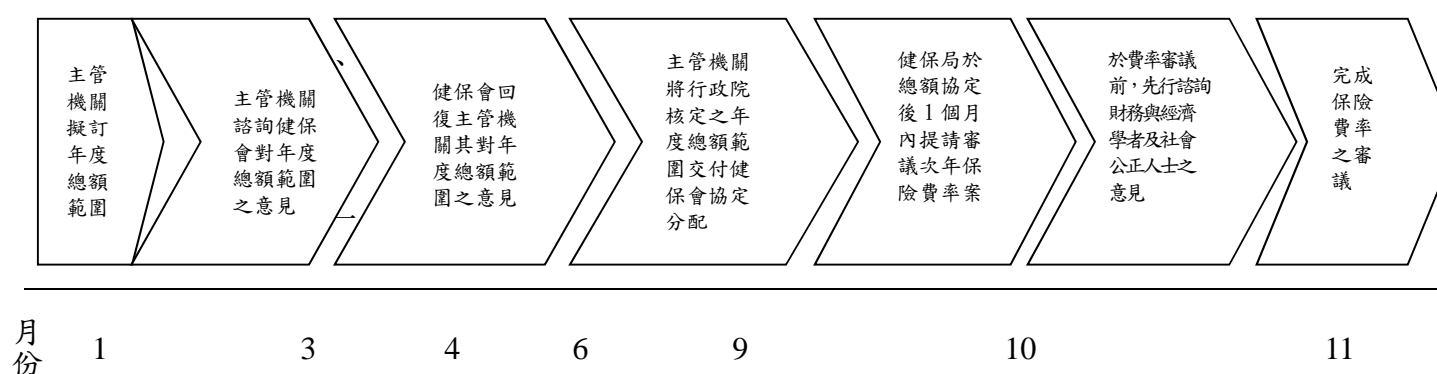 主管
機關
擬訂
年度
總額
範圍
主管機關
諮詢健保
會對年度
總額範圍
之意見
、
一
健保會回
復主管機
關其對年
度總額範
圍之意見
主管機關
將行政院
核定之年
度總額範
圍交付健
保會協定
分配
健保局於
總額協定
後1個月
內提請審
議次年保
險費率案
於費率審議
前，先行諮詢
財務與經濟
學者及社會
公正人士之
意見
完成
保險
費率
之審
議
月份 1 3 4 6 9 10 11